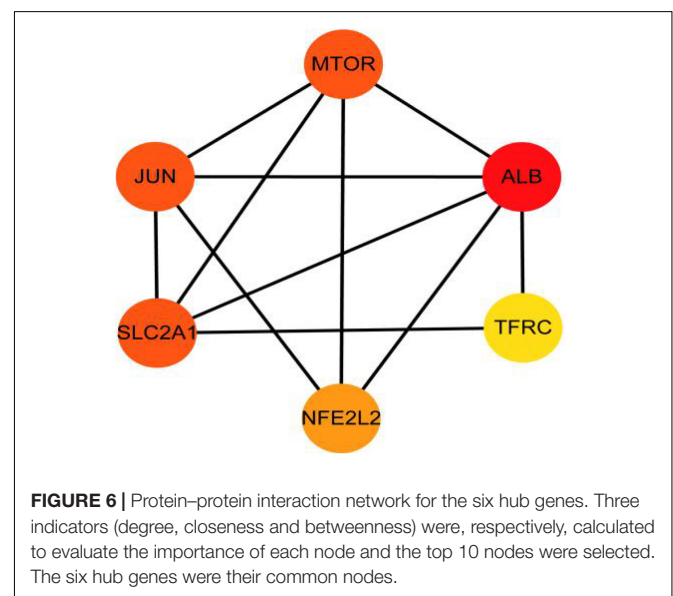 MTOR
JUN
ALB
SLC2A1
TFRC
NFE2L2
FIGURE 6 | Protein–protein interaction network for the six hub genes. Three
indicators (degree, closeness and betweenness) were, respectively, calculated
to evaluate the importance of each node and the top 10 nodes were selected.
The six hub genes were their common nodes.